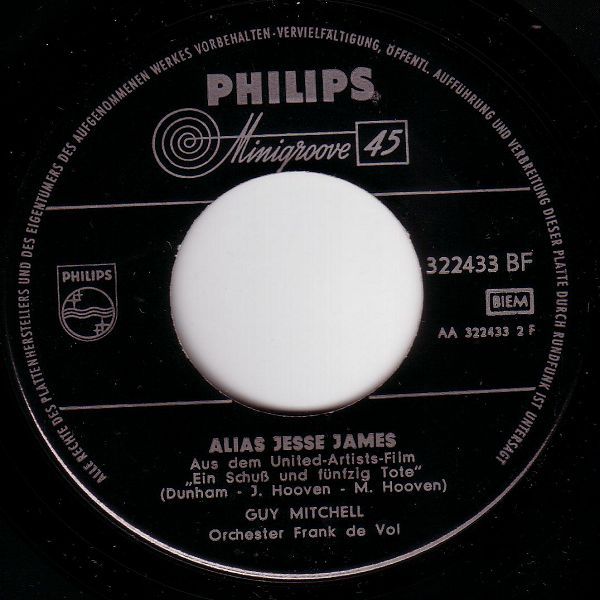 ALLE RECHTE DES PLATTENHERSTELLERS UND DES EIGENTUMERS DES AUFGENOMMENEN WERKES VORBEHALTEN-VERVIELFÄLTIGUNG, ÖFFENTL. AUFFÜHRUNG UND VERBREITUNG DIESER PLATTE DURCH RUNDFUNK IST UNTERSAGT
PHILIPS
Minigroove 45
PHILIPS
322433 BF
BIEM
AA 322433 2 F
ALIAS JESSE JAMES
Aus dem United-Artists-Film
„Ein Schuß und fünfzig Tote"
(Dunham - J. Hooven - M. Hooven)
GUY MITCHELL
Orchester Frank de Vol